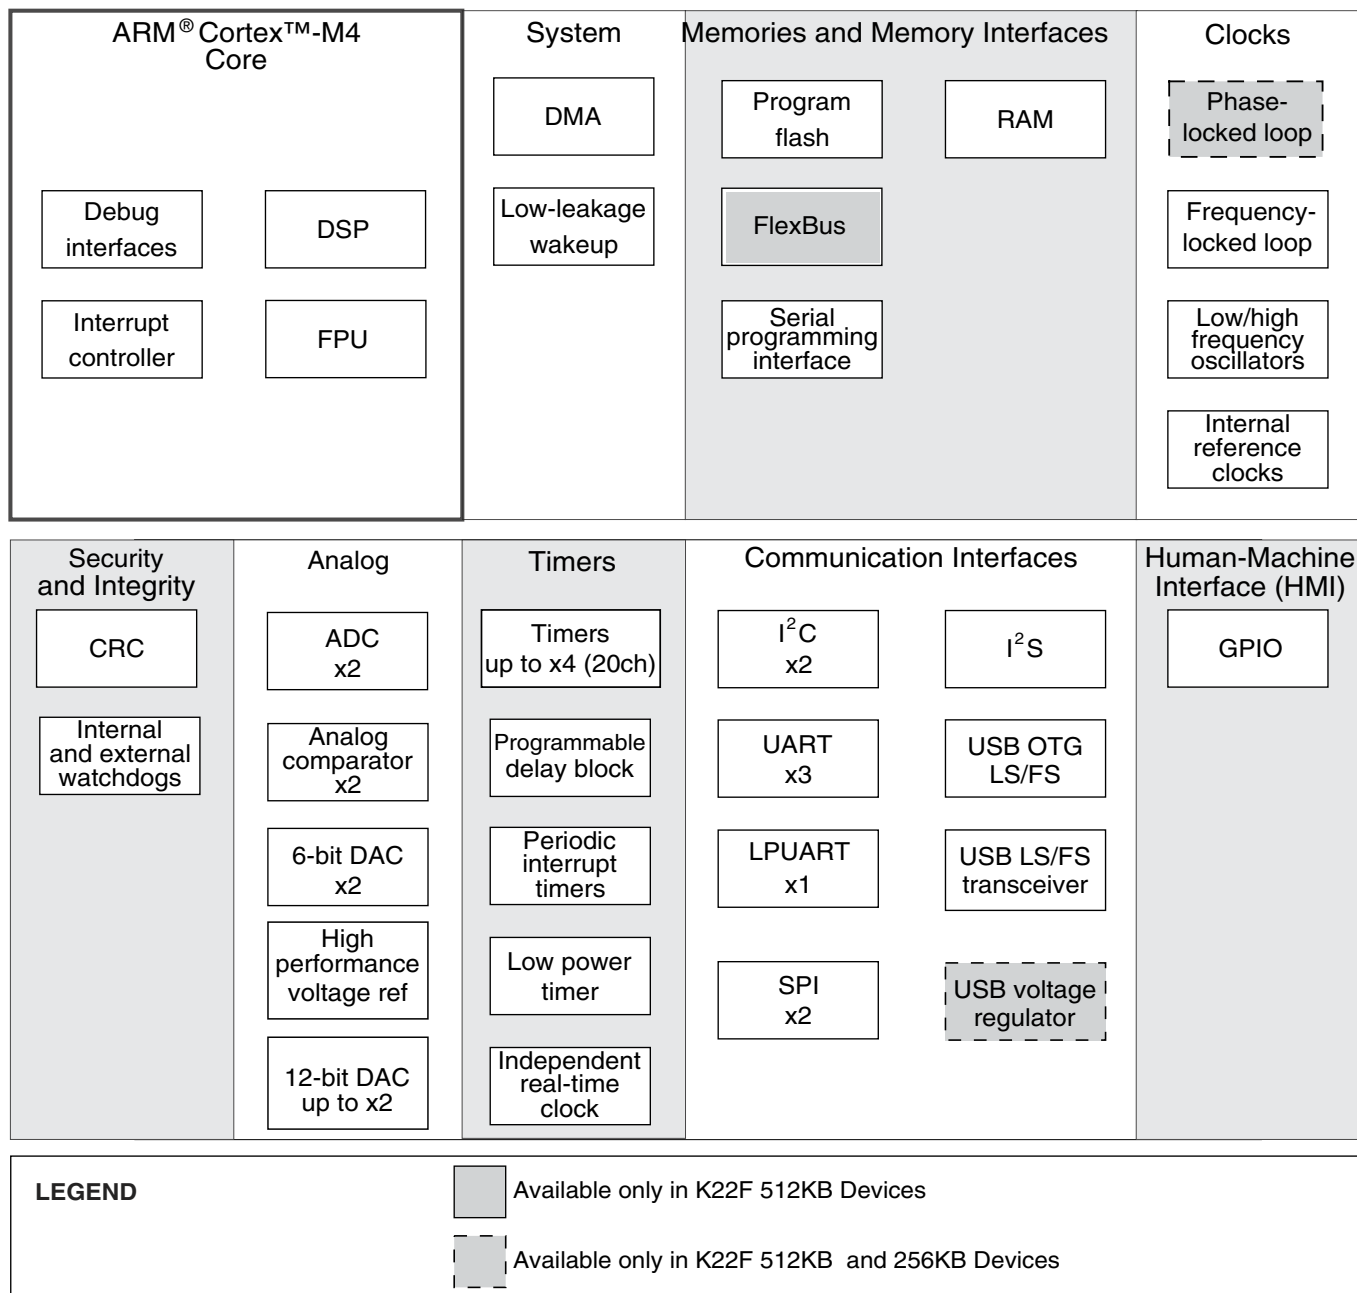 ARM® Cortex™-M4
Core
Debug
interfaces
DSP
Interrupt
controller
FPU
System
DMA
Low-leakage
wakeup
Memories and Memory Interfaces
Program
flash
RAM
FlexBus
Serial
programming
interface
Clocks
Phase-
locked loop
Frequency-
locked loop
Low/high
frequency
oscillators
Internal
reference
clocks
Security
and Integrity
CRC
Internal
and external
watchdogs
Analog
ADC
x2
Analog
comparator
x2
6-bit DAC
x2
High
performance
voltage ref
12-bit DAC
up to x2
Timers
Timers
up to x4 (20ch)
Programmable
delay block
Periodic
interrupt
timers
Low power
timer
Independent
real-time
clock
Communication Interfaces
I²C
x2
I²S
UART
x3
USB OTG
LS/FS
LPUART
x1
USB LS/FS
transceiver
SPI
x2
USB voltage
regulator
Human-Machine
Interface (HMI)
GPIO
LEGEND
Available only in K22F 512KB Devices
Available only in K22F 512KB  and 256KB Devices